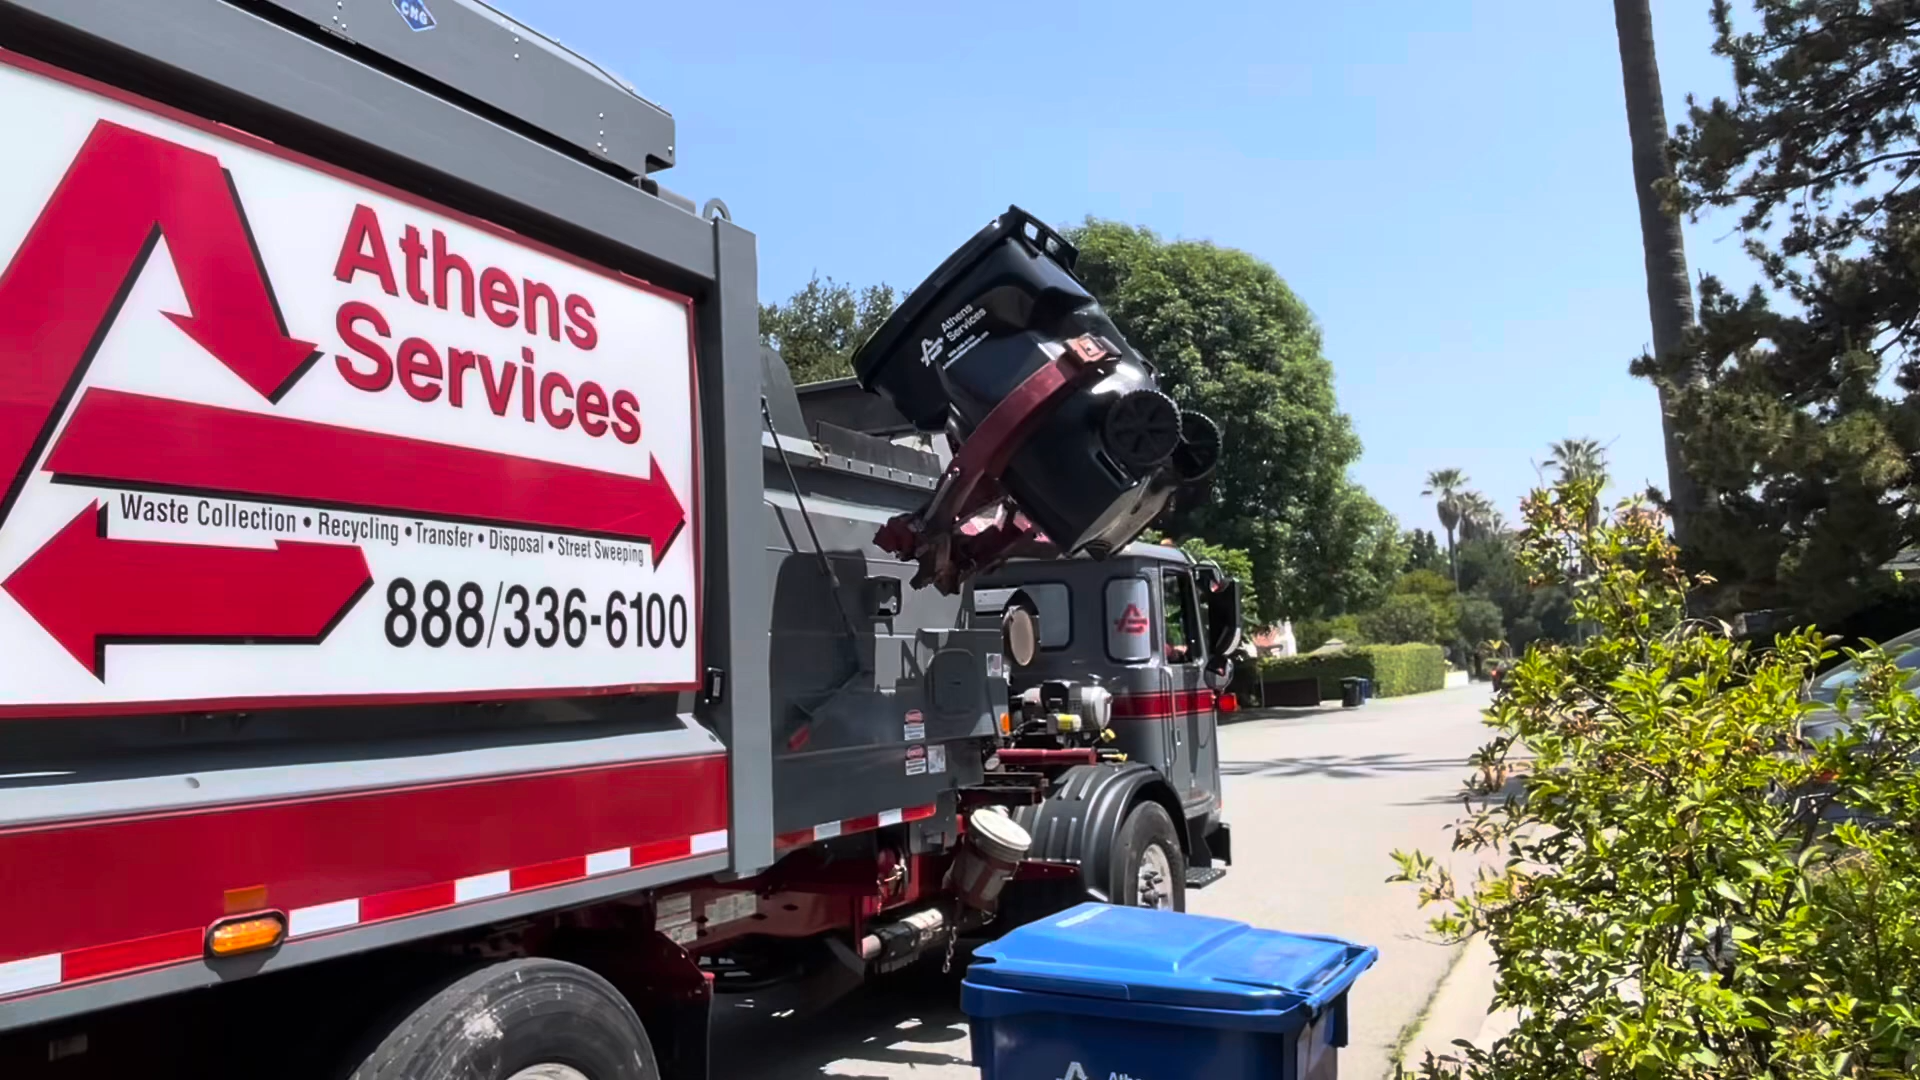 CNG
Athens
Services
Waste Collection • Recycling • Transfer • Disposal • Street Sweeping
888/336-6100
Athens
Services